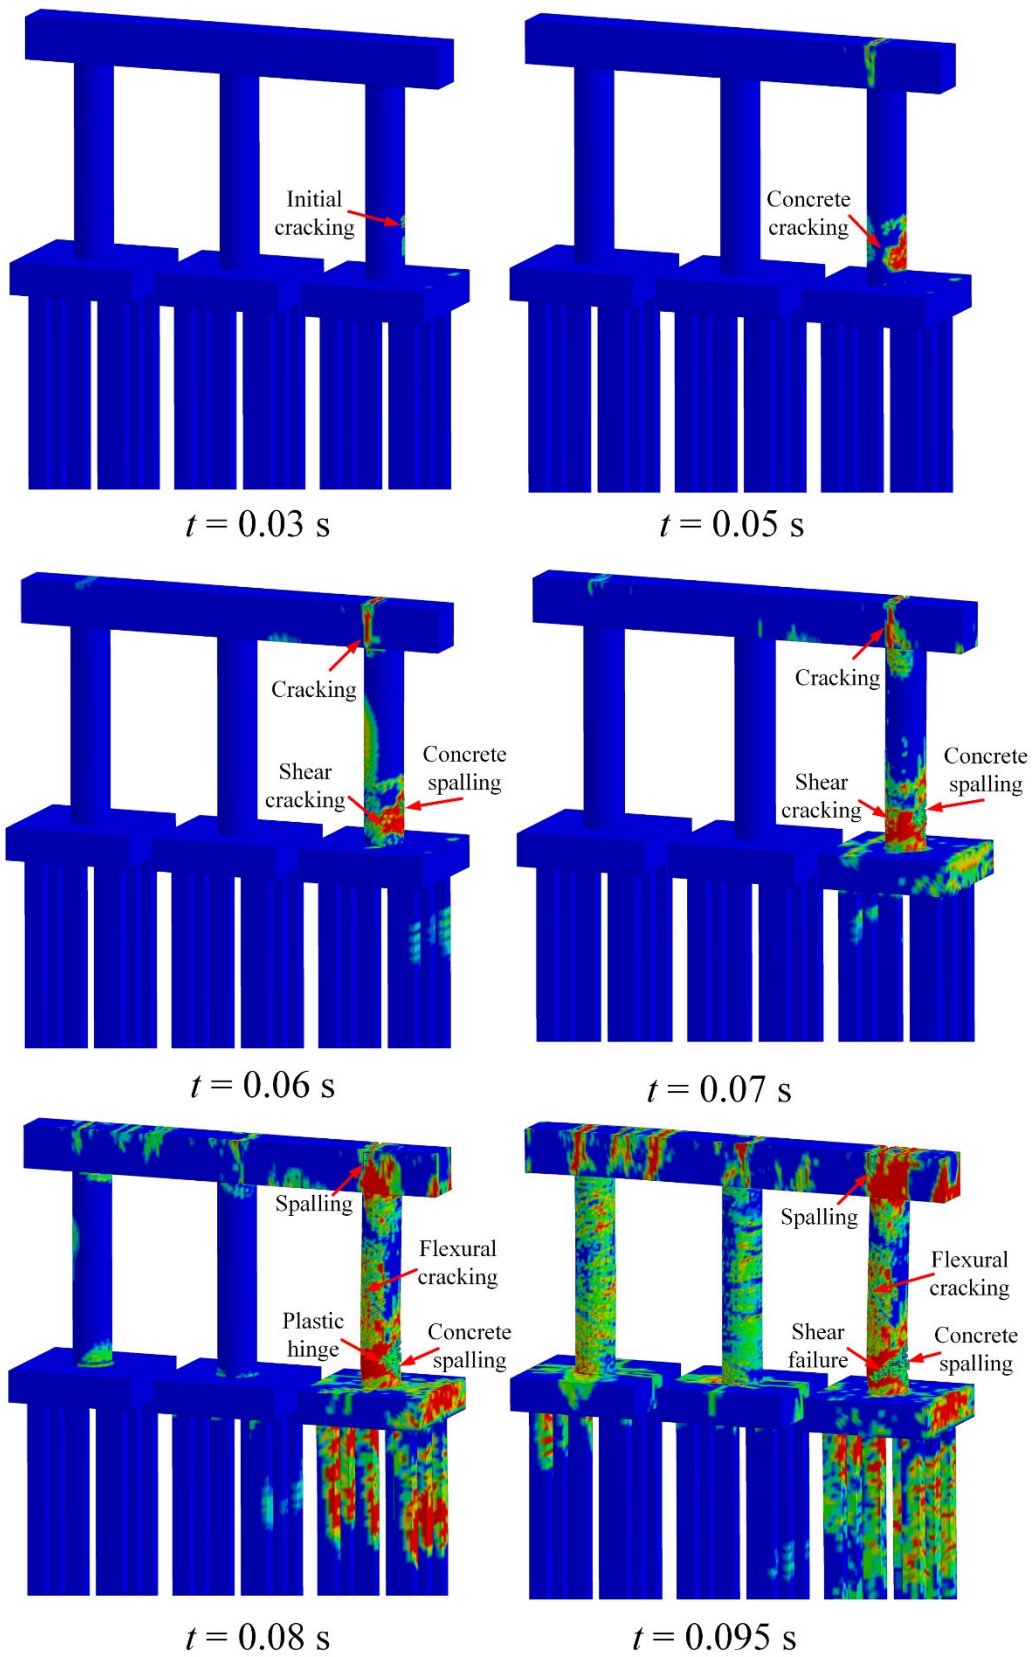 Initial
cracking
t = 0.03 s
Concrete
cracking
t = 0.05 s
Cracking
Shear
cracking
Concrete
spalling
t = 0.06 s
Cracking
Shear
cracking
Concrete
spalling
t = 0.07 s
Spalling
Flexural
cracking
Plastic
hinge
Concrete
spalling
t = 0.08 s
Spalling
Flexural
cracking
Shear
failure
Concrete
spalling
t = 0.095 s